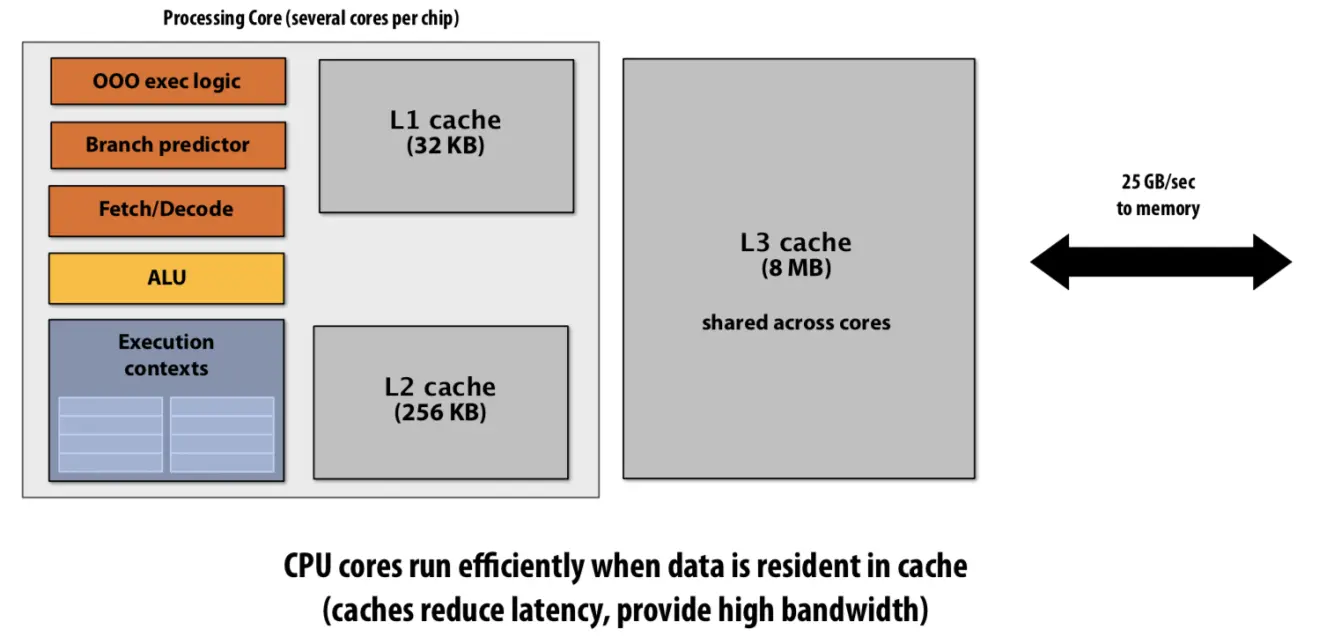 Processing Core (several cores per chip)
OOO exec logic
Branch predictor
Fetch/Decode
ALU
Execution
contexts
L1 cache
(32 KB)
L2 cache
(256 KB)
L3 cache
(8 MB)
shared across cores
25 GB/sec
to memory
CPU cores run efficiently when data is resident in cache
(caches reduce latency, provide high bandwidth)